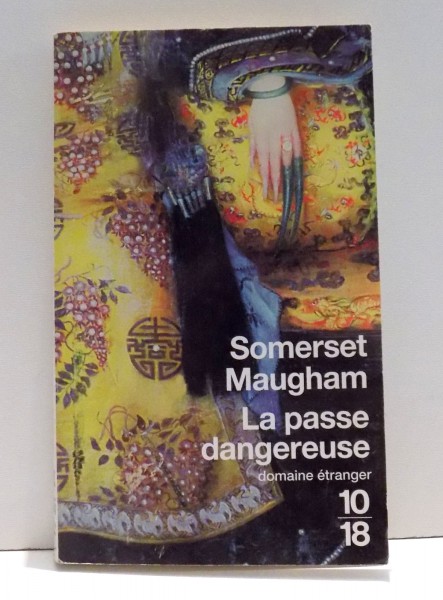 Somerset
Maugham
La passe
dangereuse
domaine étranger
10
18